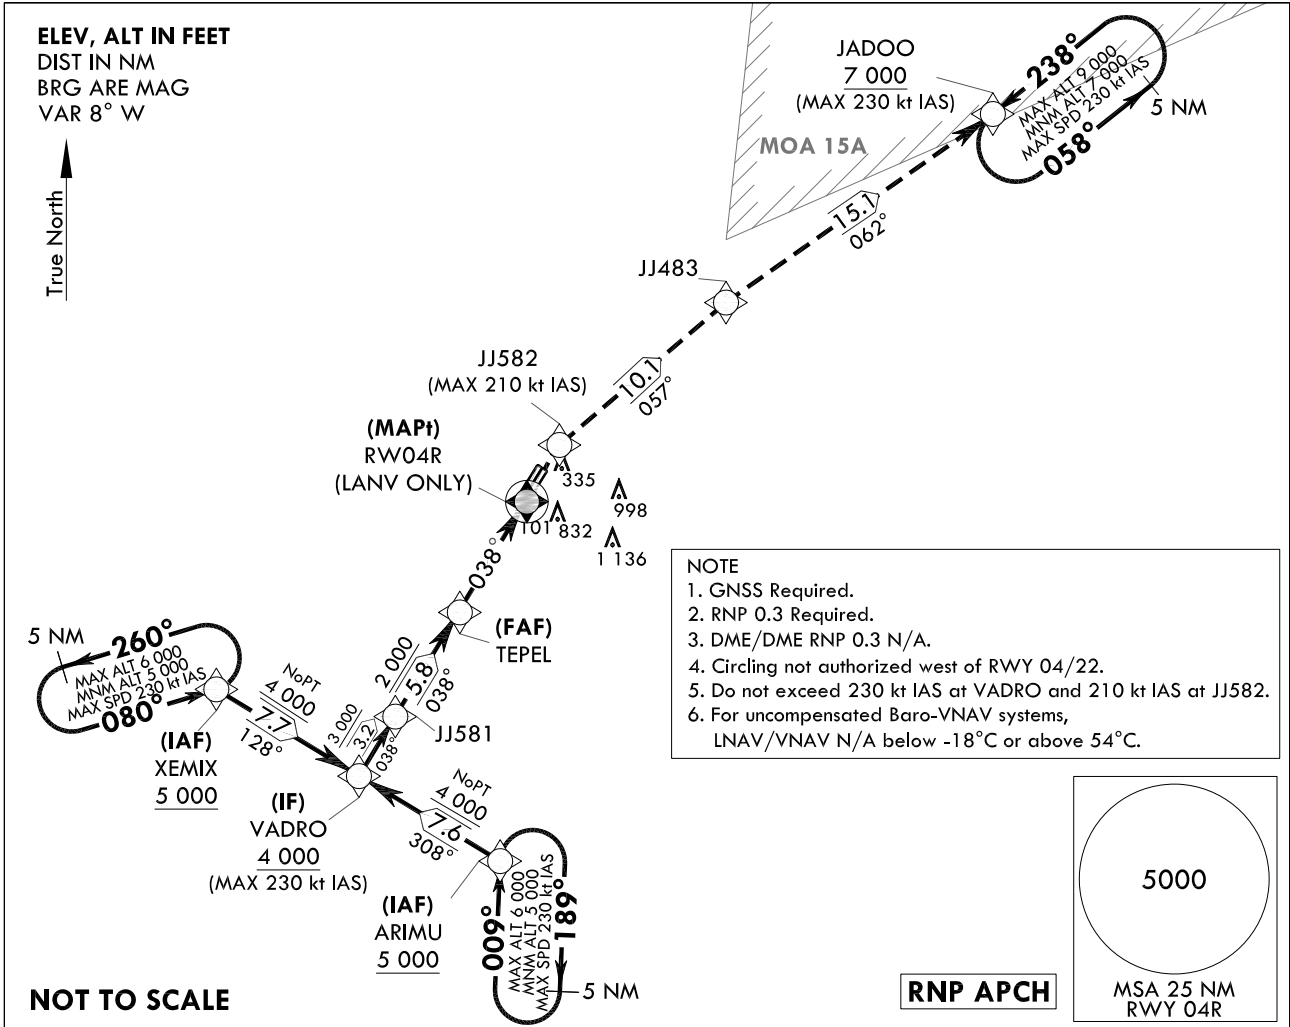 ELEV, ALT IN FEET
DIST IN NM
BRG ARE MAG
VAR 8° W
True North
JADOO
7 000
(MAX 230 kt IAS)
MOA 15A
238°
MAX ALT 9 000
MNM ALT 7 000
MAX SPD 230 kt IAS
058°
5 NM
15.1
062°
JJ483
10.1
057°
JJ582
(MAX 210 kt IAS)
(MAPt)
RW04R
(LANV ONLY)
335
998
101
832
1 136
038°
(FAF)
TEPEL
2 000
5.8
038°
JJ581
3 000
3.2
038°
5 NM
260°
MAX ALT 6 000
MNM ALT 5 000
MAX SPD 230 kt IAS
080°
NoPT
4 000
7.7
128°
(IAF)
XEMIX
5 000
(IF)
VADRO
4 000
(MAX 230 kt IAS)
NoPT
4 000
7.6
308°
(IAF)
ARIMU
5 000
009°
MAX ALT 6 000
MNM ALT 5 000
MAX SPD 230 kt IAS
189°
5 NM
NOTE
1. GNSS Required.
2. RNP 0.3 Required.
3. DME/DME RNP 0.3 N/A.
4. Circling not authorized west of RWY 04/22.
5. Do not exceed 230 kt IAS at VADRO and 210 kt IAS at JJ582.
6. For uncompensated Baro-VNAV systems,
LNAV/VNAV N/A below -18°C or above 54°C.
5000
MSA 25 NM
RWY 04R
RNP APCH
NOT TO SCALE